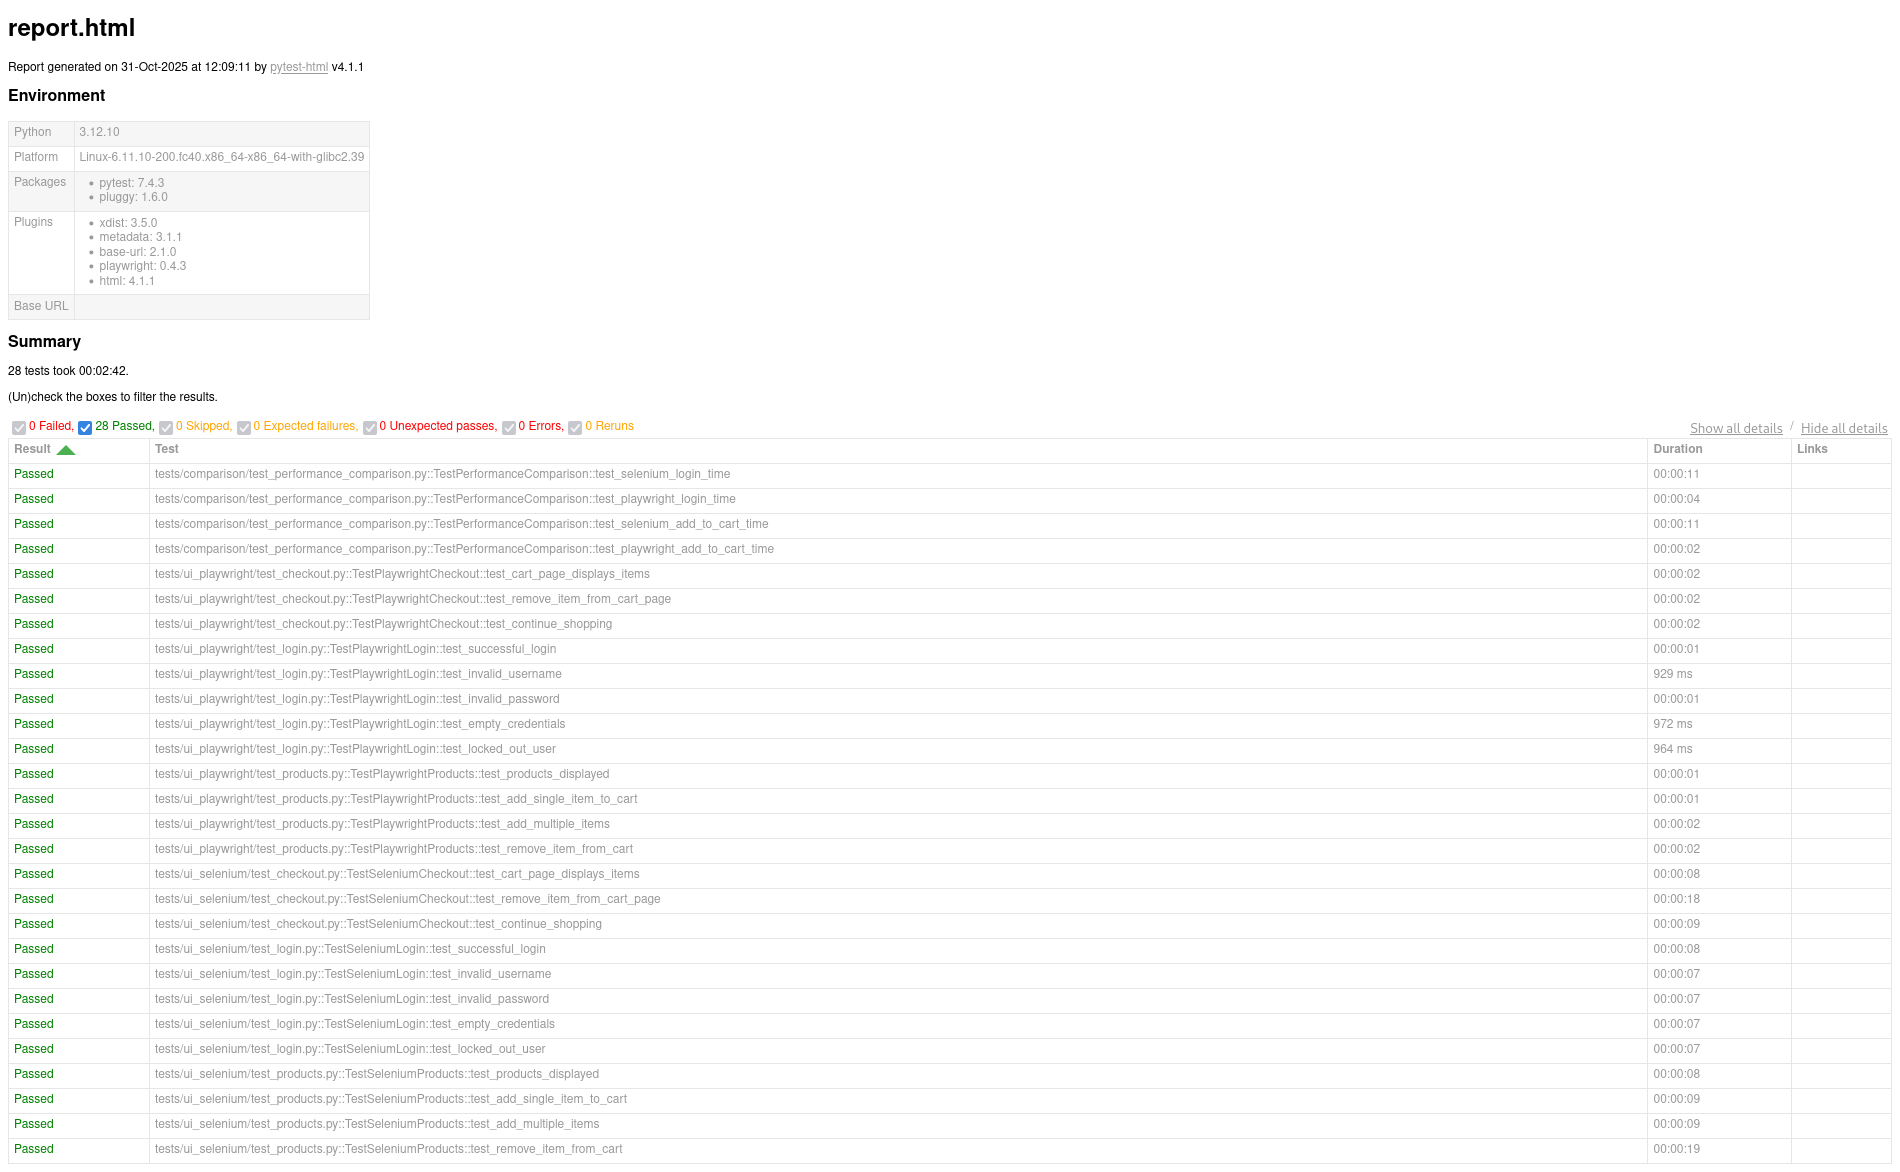 report.html
Report generated on 31-Oct-2025 at 12:09:11 by pytest-html v4.1.1
Environment
Python 3.12.10
Platform Linux-6.11.10-200.fc40.x86_64-x86_64-with-glibc2.39
Packages
pytest: 7.4.3
pluggy: 1.6.0
Plugins
xdist: 3.5.0
metadata: 3.1.1
base-url: 2.1.0
playwright: 0.4.3
html: 4.1.1
Base URL
Summary
28 tests took 00:02:42.
(Un)check the boxes to filter the results.
0 Failed, 28 Passed, 0 Skipped, 0 Expected failures, 0 Unexpected passes, 0 Errors, 0 Reruns
Show all details / Hide all details
Result Test Duration Links
Passed tests/comparison/test_performance_comparison.py::TestPerformanceComparison::test_selenium_login_time 00:00:11
Passed tests/comparison/test_performance_comparison.py::TestPerformanceComparison::test_playwright_login_time 00:00:04
Passed tests/comparison/test_performance_comparison.py::TestPerformanceComparison::test_selenium_add_to_cart_time 00:00:11
Passed tests/comparison/test_performance_comparison.py::TestPerformanceComparison::test_playwright_add_to_cart_time 00:00:02
Passed tests/ui_playwright/test_checkout.py::TestPlaywrightCheckout::test_cart_page_displays_items 00:00:02
Passed tests/ui_playwright/test_checkout.py::TestPlaywrightCheckout::test_remove_item_from_cart_page 00:00:02
Passed tests/ui_playwright/test_checkout.py::TestPlaywrightCheckout::test_continue_shopping 00:00:02
Passed tests/ui_playwright/test_login.py::TestPlaywrightLogin::test_successful_login 00:00:01
Passed tests/ui_playwright/test_login.py::TestPlaywrightLogin::test_invalid_username 929 ms
Passed tests/ui_playwright/test_login.py::TestPlaywrightLogin::test_invalid_password 00:00:01
Passed tests/ui_playwright/test_login.py::TestPlaywrightLogin::test_empty_credentials 972 ms
Passed tests/ui_playwright/test_login.py::TestPlaywrightLogin::test_locked_out_user 964 ms
Passed tests/ui_playwright/test_products.py::TestPlaywrightProducts::test_products_displayed 00:00:01
Passed tests/ui_playwright/test_products.py::TestPlaywrightProducts::test_add_single_item_to_cart 00:00:01
Passed tests/ui_playwright/test_products.py::TestPlaywrightProducts::test_add_multiple_items 00:00:02
Passed tests/ui_playwright/test_products.py::TestPlaywrightProducts::test_remove_item_from_cart 00:00:02
Passed tests/ui_selenium/test_checkout.py::TestSeleniumCheckout::test_cart_page_displays_items 00:00:08
Passed tests/ui_selenium/test_checkout.py::TestSeleniumCheckout::test_remove_item_from_cart_page 00:00:18
Passed tests/ui_selenium/test_checkout.py::TestSeleniumCheckout::test_continue_shopping 00:00:09
Passed tests/ui_selenium/test_login.py::TestSeleniumLogin::test_successful_login 00:00:08
Passed tests/ui_selenium/test_login.py::TestSeleniumLogin::test_invalid_username 00:00:07
Passed tests/ui_selenium/test_login.py::TestSeleniumLogin::test_invalid_password 00:00:07
Passed tests/ui_selenium/test_login.py::TestSeleniumLogin::test_empty_credentials 00:00:07
Passed tests/ui_selenium/test_login.py::TestSeleniumLogin::test_locked_out_user 00:00:07
Passed tests/ui_selenium/test_products.py::TestSeleniumProducts::test_products_displayed 00:00:08
Passed tests/ui_selenium/test_products.py::TestSeleniumProducts::test_add_single_item_to_cart 00:00:09
Passed tests/ui_selenium/test_products.py::TestSeleniumProducts::test_add_multiple_items 00:00:09
Passed tests/ui_selenium/test_products.py::TestSeleniumProducts::test_remove_item_from_cart 00:00:19